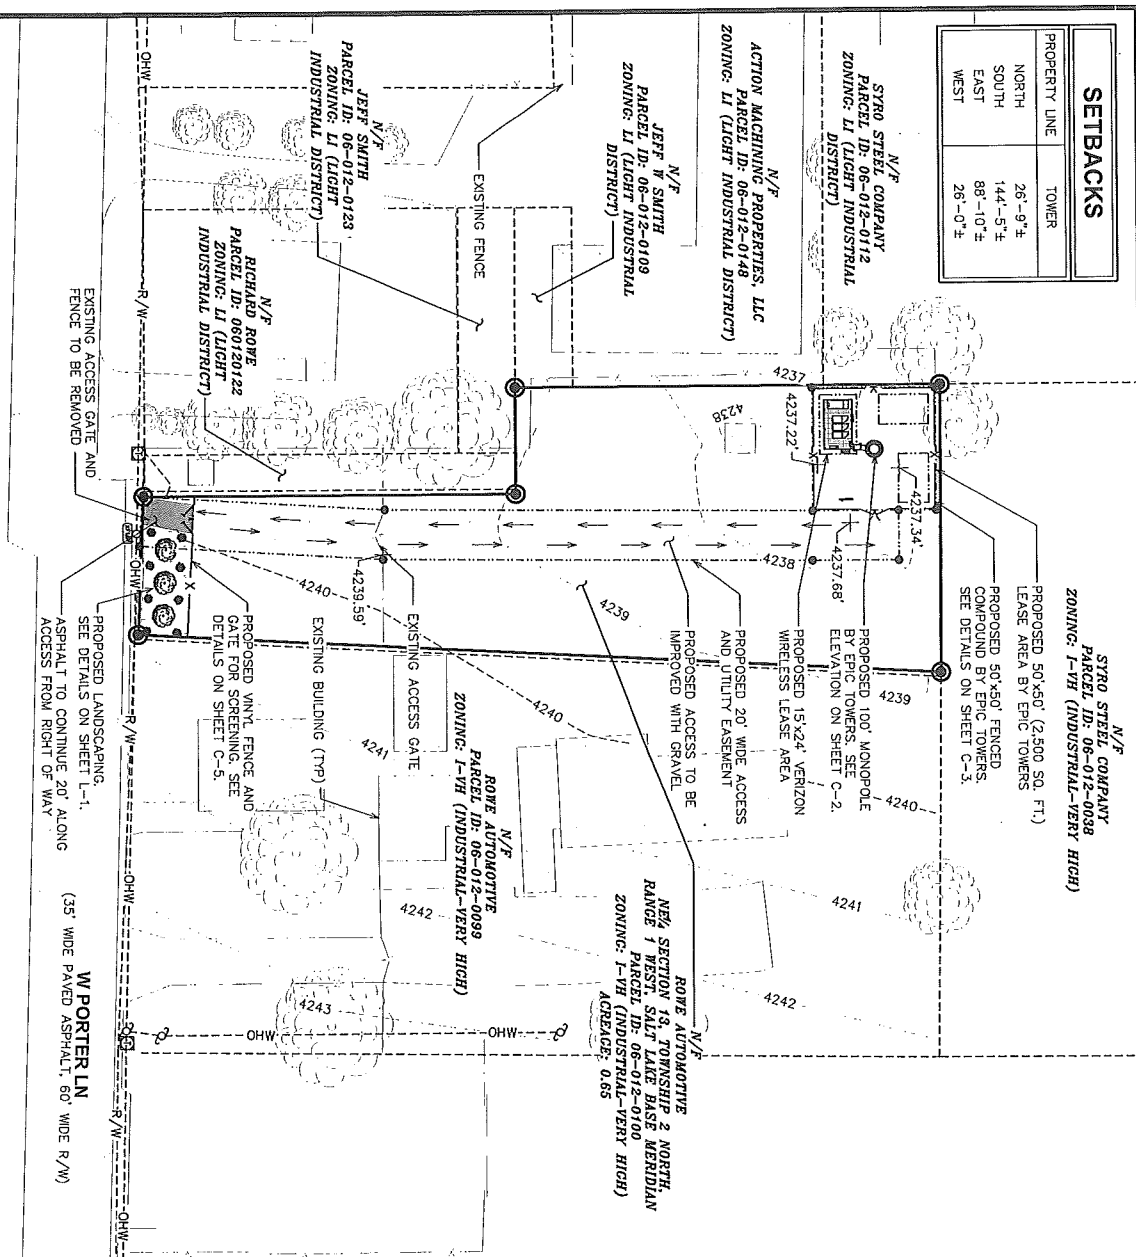 SETBACKS
PROPERTY LINE
TOWER
NORTH
26'-9"±
SOUTH
144'-5"±
EAST
88'-10"±
WEST
26'-0"±
N/F
SYRO STEEL COMPANY
PARCEL ID: 06-012-0112
ZONING: LI (LIGHT INDUSTRIAL
DISTRICT)
N/F
ACTION MACHINING PROPERTIES, LLC
PARCEL ID: 06-012-0148
ZONING: LI (LIGHT INDUSTRIAL DISTRICT)
N/F
JEFF W SMITH
PARCEL ID: 06-012-0109
ZONING: LI (LIGHT INDUSTRIAL
DISTRICT)
EXISTING FENCE
N/F
JEFF SMITH
PARCEL ID: 06-012-0123
ZONING: LI (LIGHT
INDUSTRIAL DISTRICT)
N/F
RICHARD ROWE
PARCEL ID: 060120122
ZONING: LI (LIGHT
INDUSTRIAL DISTRICT)
EXISTING ACCESS GATE AND
FENCE TO BE REMOVED
N/F
SYRO STEEL COMPANY
PARCEL ID: 06-012-0038
ZONING: I-VH (INDUSTRIAL-VERY HIGH)
PROPOSED 50'x50' (2,500 SQ. FT.)
LEASE AREA BY EPIC TOWERS
PROPOSED 50'x50' FENCED
COMPOUND BY EPIC TOWERS.
SEE DETAILS ON SHEET C-3.
PROPOSED 100' MONOPOLE
BY EPIC TOWERS. SEE
ELEVATION ON SHEET C-2.
PROPOSED 15'x24' VERIZON
WIRELESS LEASE AREA
PROPOSED 20' WIDE ACCESS
AND UTILITY EASEMENT
PROPOSED ACCESS TO BE
IMPROVED WITH GRAVEL
EXISTING ACCESS GATE
EXISTING BUILDING (TYP)
PROPOSED VINYL FENCE AND
GATE FOR SCREENING. SEE
DETAILS ON SHEET C-5.
PROPOSED LANDSCAPING.
SEE DETAILS ON SHEET L-1.
ASPHALT TO CONTINUE 20' ALONG
ACCESS FROM RIGHT OF WAY
N/F
ROWE AUTOMOTIVE
NE¼ SECTION 13, TOWNSHIP 2 NORTH,
RANGE 1 WEST, SALT LAKE BASE MERIDIAN
PARCEL ID: 06-012-0100
ZONING: I-VH (INDUSTRIAL-VERY HIGH)
ACREAGE: 0.65
N/F
ROWE AUTOMOTIVE
PARCEL ID: 06-012-0099
ZONING: I-VH (INDUSTRIAL-VERY HIGH)
W PORTER LN
(35' WIDE PAVED ASPHALT, 60' WIDE R/W)
4237
4238
4237.22'
4237.34'
4237.68'
4238
4239
4239
4239.59'
4240
4240
4240
4241
4241
4242
4242
4243
OHW
R/W
OHW
R/W
OHW
R/W
OHW
OHW
OHW
X